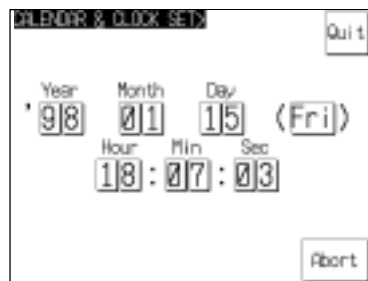 CALENDAR & CLOCK SET>
Quit
Year Month Day
'98 01 15 (Fri)
Hour Min Sec
18:07:03
Abort